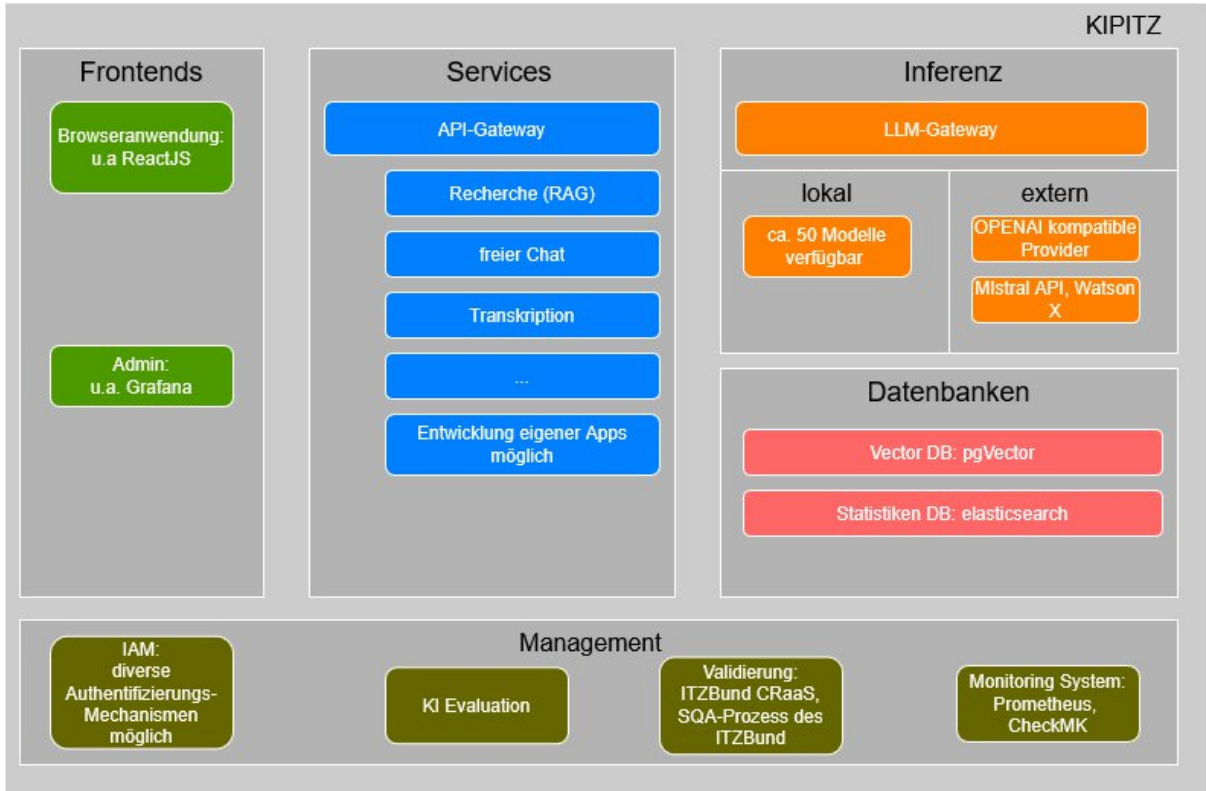 KIPITZ
Frontends
Browseranwendung:
u.a ReactJS
Admin:
u.a. Grafana
Services
API-Gateway
Recherche (RAG)
freier Chat
Transkription
...
Entwicklung eigener Apps
möglich
Inferenz
LLM-Gateway
lokal
ca. 50 Modelle
verfügbar
extern
OPENAI kompatible
Provider
MIstral API, Watson
X
Datenbanken
Vector DB: pgVector
Statistiken DB: elasticsearch
Management
IAM:
diverse
Authentifizierungs-
Mechanismen
möglich
KI Evaluation
Validierung:
ITZBund CRaaS,
SQA-Prozess des
ITZBund
Monitoring System:
Prometheus,
CheckMK